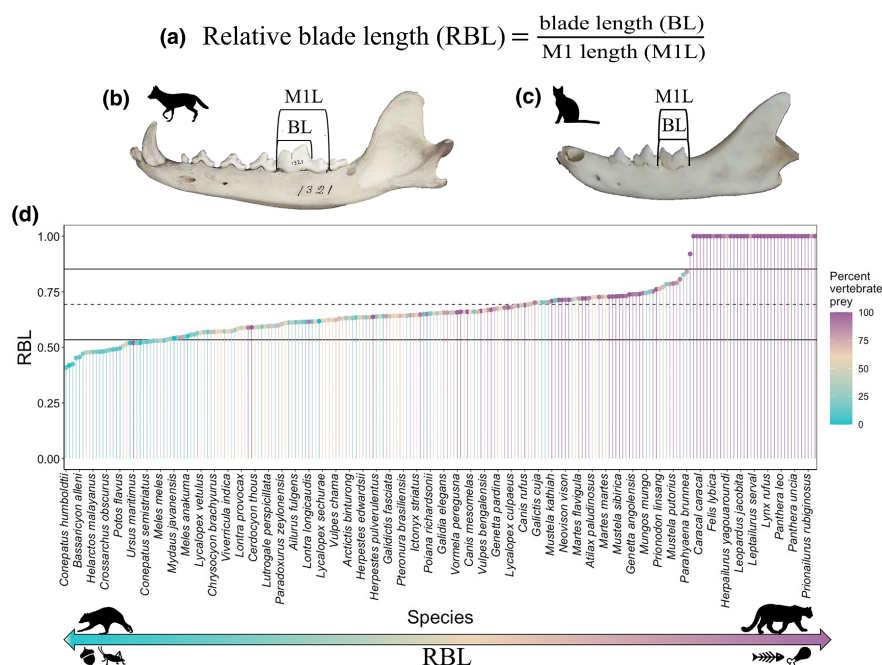 (a) Relative blade length (RBL) = blade length (BL) / M1 length (M1L)
(b)
M1L
BL
1321
1321
(c)
M1L
BL
(d)
RBL
1.00
0.75
0.50
0.25
0.00
Conepatus humboldtii
Bassaricyon alleni
Helarctos malayanus
Crossarchus obscurus
Potos flavus
Ursus maritimus
Conepatus semistriatus
Meles meles
Mydaus javanensis
Meles anakuma
Lycalopex vetulus
Chrysocyon brachyurus
Viverricula indica
Lontra provocax
Cerdocyon thous
Lutrogale perspicillata
Paradoxurus zeylonensis
Ailurus fulgens
Lontra longicaudis
Lycalopex sechurae
Vulpes chama
Arctictis binturong
Herpestes edwardsii
Herpestes pulverulentus
Galidictis fasciata
Pteronura brasiliensis
Ictonyx striatus
Poiana richardsonii
Galidia elegans
Vormela peregusna
Canis mesomelas
Vulpes bengalensis
Genetta pardina
Lycalopex culpaeus
Canis rufus
Galictis cuja
Mustela kathiah
Neovison vison
Martes flavigula
Atilax paludinosus
Martes martes
Mustela sibirica
Genetta angolensis
Mungos mungo
Prionodon linsang
Mustela putorius
Parahyaena brunnea
Caracal caracal
Felis lybica
Herpailurus yagouaroundi
Leopardus jacobita
Leptailurus serval
Lynx rufus
Panthera leo
Panthera uncia
Prionailurus rubiginosus
Species
RBL
Percent
vertebrate
prey
100
75
50
25
0